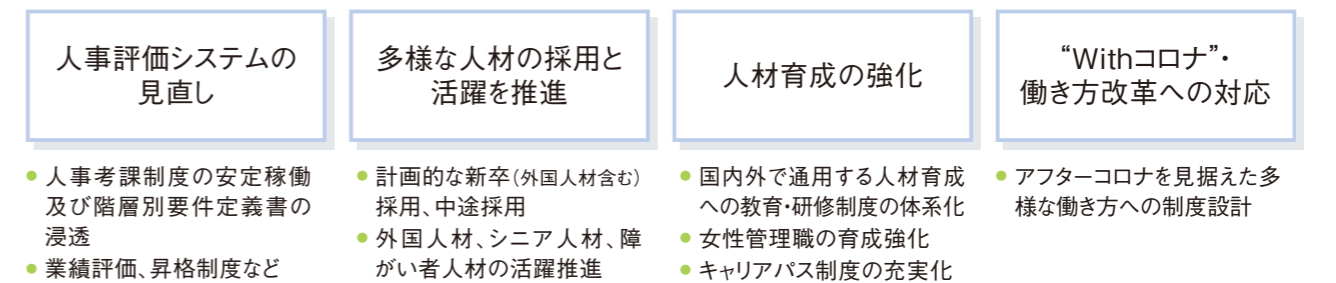 人事評価システムの
見直し
● 人事考課制度の安定稼働
及び階層別要件定義書の
浸透
● 業績評価、昇格制度など
多様な人材の採用と
活躍を推進
● 計画的な新卒（外国人材含む）
採用、中途採用
● 外国人材、シニア人材、障
がい者人材の活躍推進
人材育成の強化
● 国内外で通用する人材育成
への教育・研修制度の体系化
● 女性管理職の育成強化
● キャリアパス制度の充実化
“Withコロナ”・
働き方改革への対応
● アフターコロナを見据えた多
様な働き方への制度設計